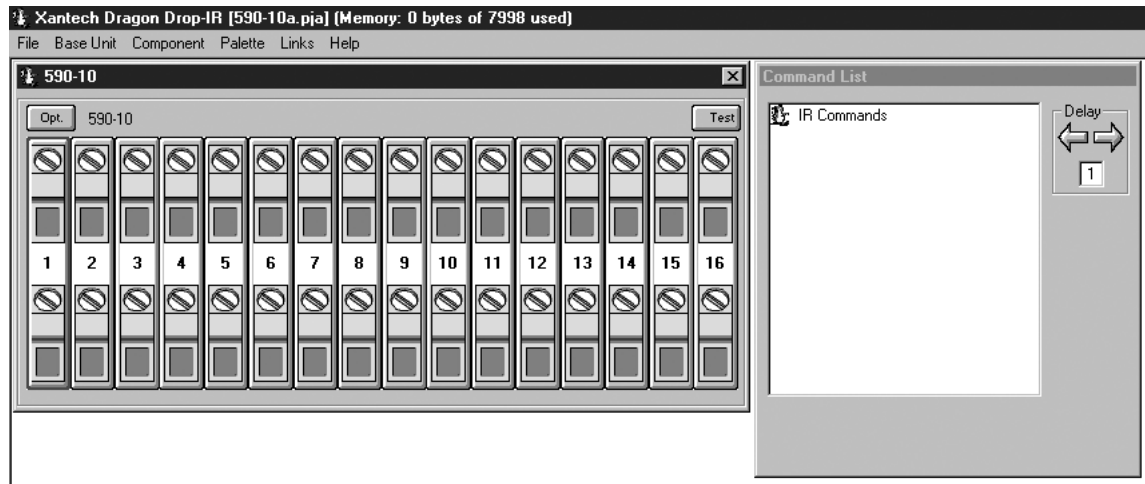 Xantech Dragon Drop-IR [590-10a.pja] (Memory: 0 bytes of 7998 used)
File Base Unit Component Palette Links Help
590-10
Opt. 590-10 Test
1 2 3 4 5 6 7 8 9 10 11 12 13 14 15 16
Command List
IR Commands
Delay
1